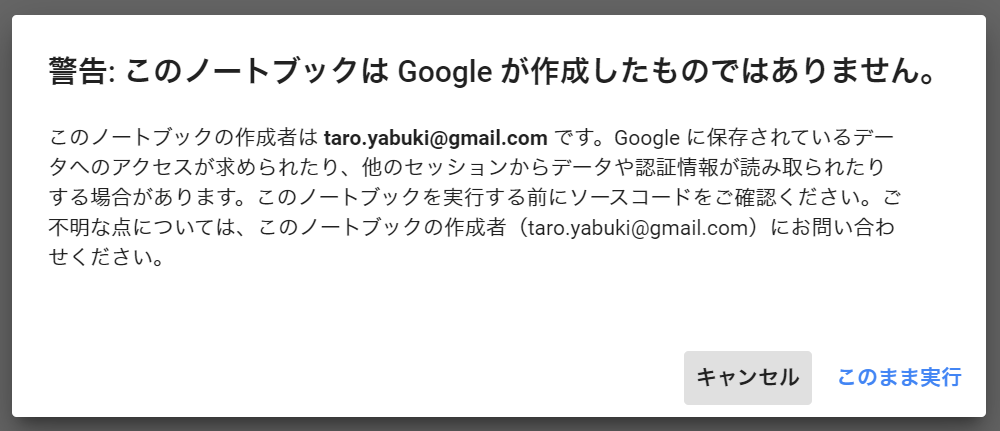 警告: このノートブックは Google が作成したものではありません。
このノートブックの作成者は taro.yabuki@gmail.com です。Google に保存されているデー
タへのアクセスが求められたり、他のセッションからデータや認証情報が読み取られたり
する場合があります。このノートブックを実行する前にソースコードをご確認ください。ご
不明な点については、このノートブックの作成者（taro.yabuki@gmail.com）にお問い合わ
せください。
キャンセル このまま実行